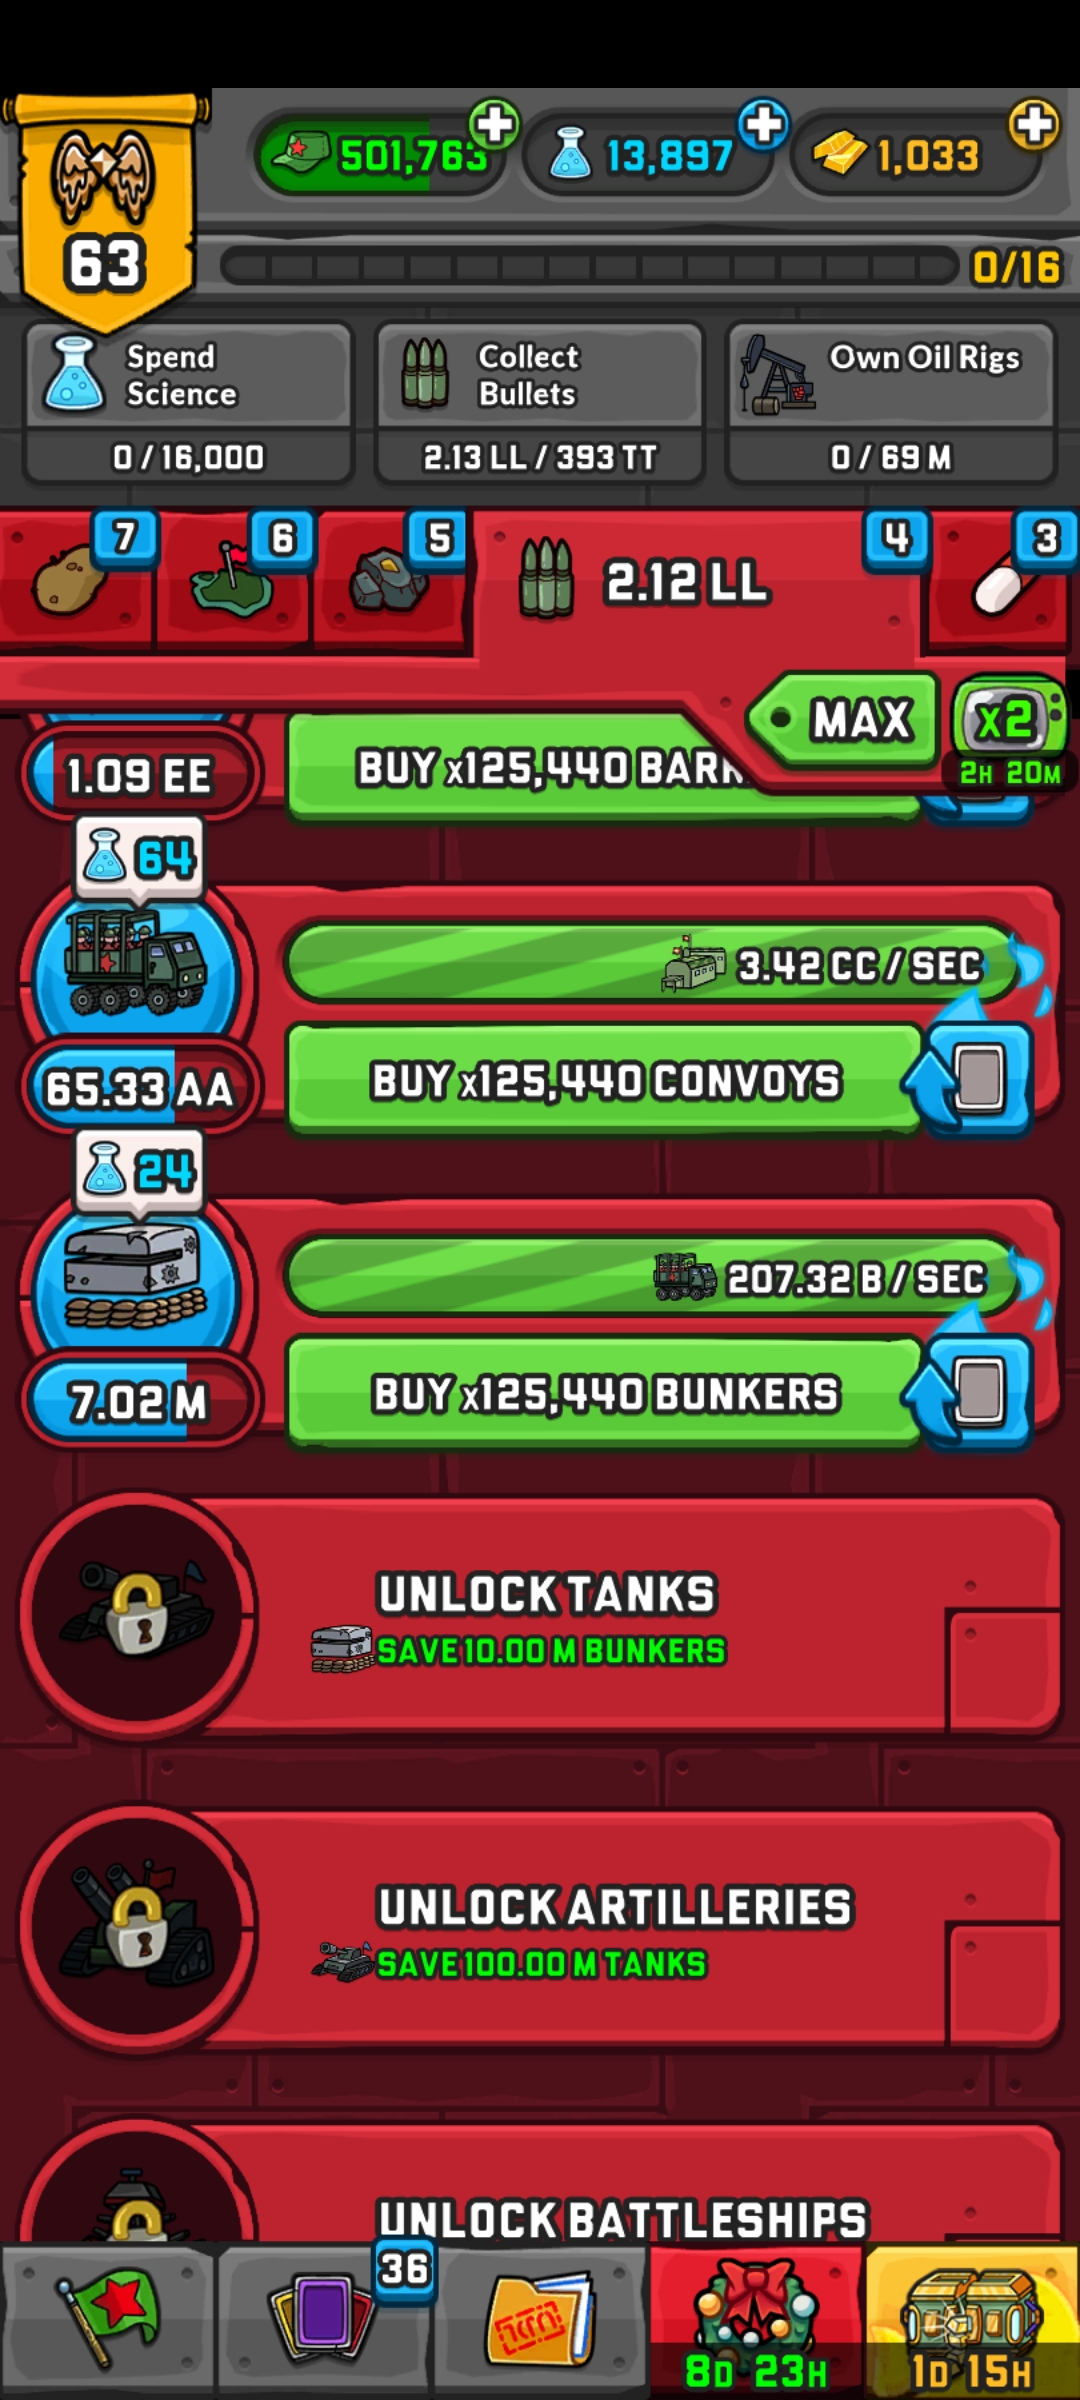 501,763
13,897
1,033
63
0/16
Spend
Science
0 / 16,000
Collect
Bullets
2.13 LL / 393 TT
Own Oil Rigs
0 / 69 M
7
6
5
2.12 LL
4
3
MAX
x2
2H 20M
1.09 EE
BUY x125,440
64
3.42 CC / SEC
65.33 AA
BUY x125,440 CONVOYS
24
207.32 B / SEC
7.02 M
BUY x125,440 BUNKERS
UNLOCK TANKS
SAVE 10.00 M BUNKERS
UNLOCK ARTILLERIES
SAVE 100.00 M TANKS
UNLOCK BATTLESHIPS
36
8D 23H
1D 15H